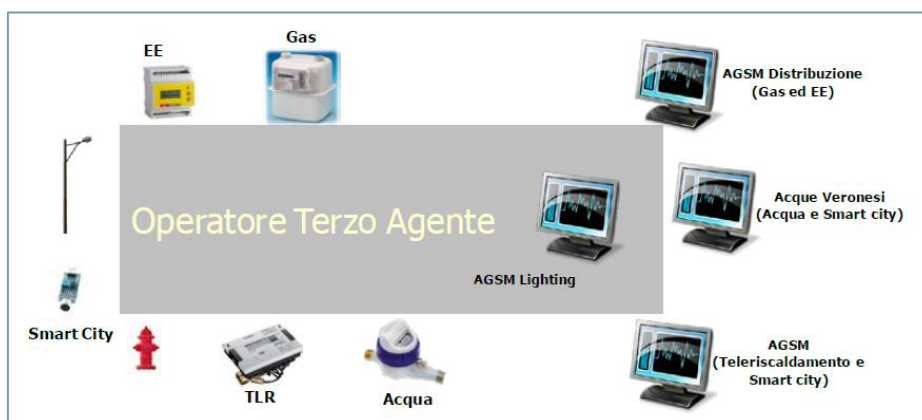 EE
Gas
AGSM Distribuzione
(Gas ed EE)
Operatore Terzo Agente
AGSM Lighting
Acque Veronesi
(Acqua e Smart city)
Smart City
TLR
Acqua
AGSM
(Teleriscaldamento e
Smart city)